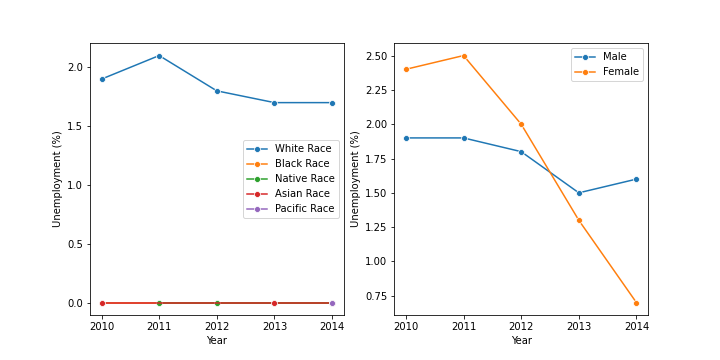 Unemployment (%)
2.0
1.5
1.0
0.5
0.0
White Race
Black Race
Native Race
Asian Race
Pacific Race
2010 2011 2012 2013 2014
Year
Unemployment (%)
2.50
2.25
2.00
1.75
1.50
1.25
1.00
0.75
Male
Female
2010 2011 2012 2013 2014
Year